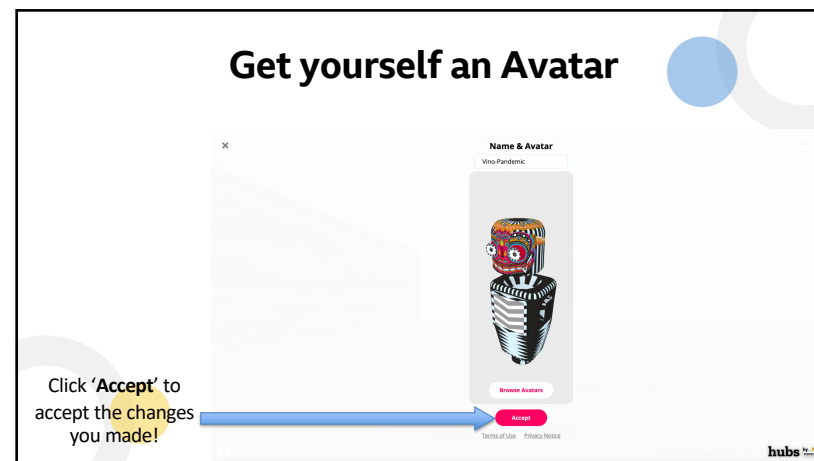 Get yourself an Avatar
×
Name & Avatar
Vino-Pandemic
Browse Avatars
Click ‘Accept’ to
accept the changes
you made!
Accept
Terms of Use Privacy Notice
hubs by